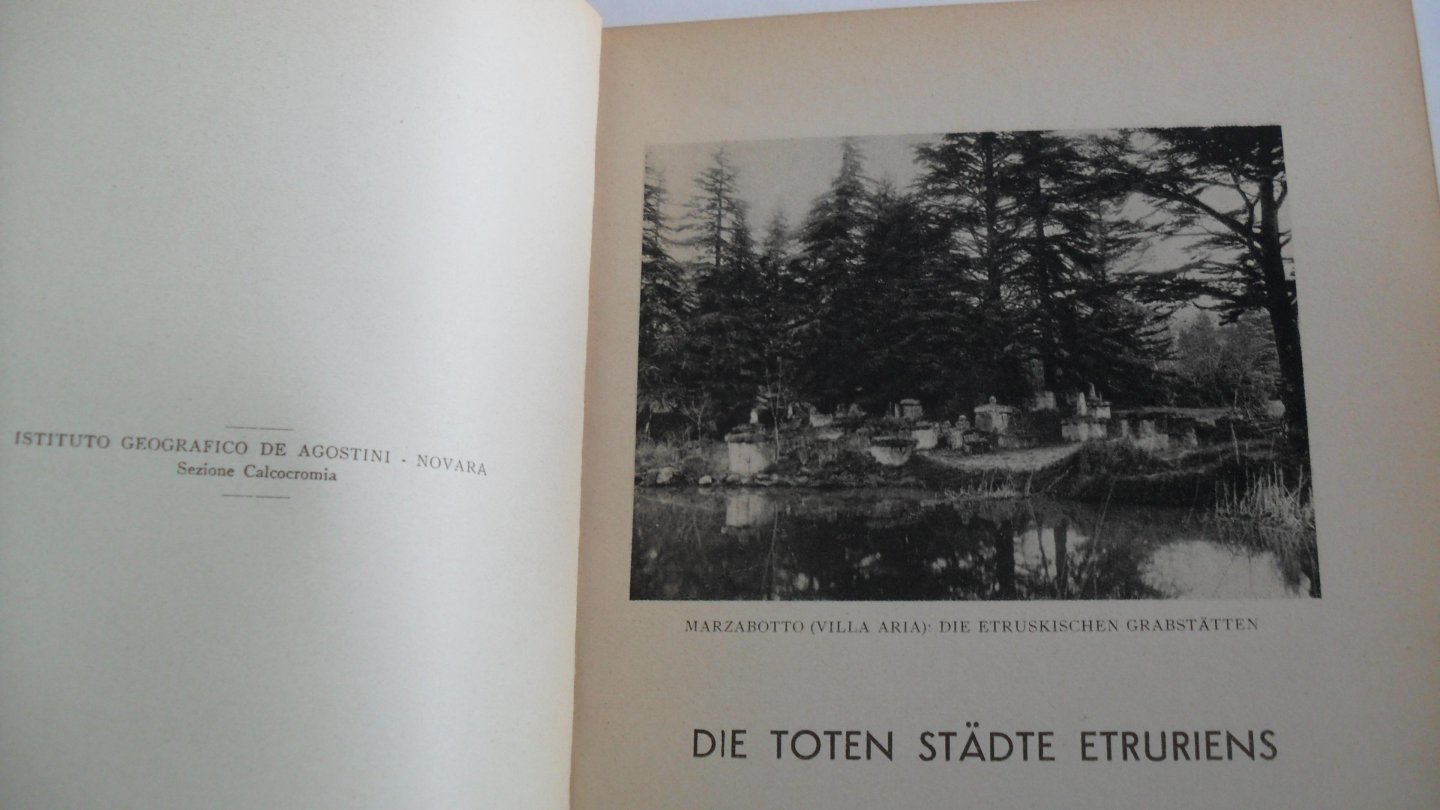 ISTITUTO GEOGRAFICO DE AGOSTINI - NOVARA
Sezione Calcocromia
MARZABOTTO (VILLA ARIA): DIE ETRUSKISCHEN GRABSTÄTTEN
DIE TOTEN STÄDTE ETRURIENS